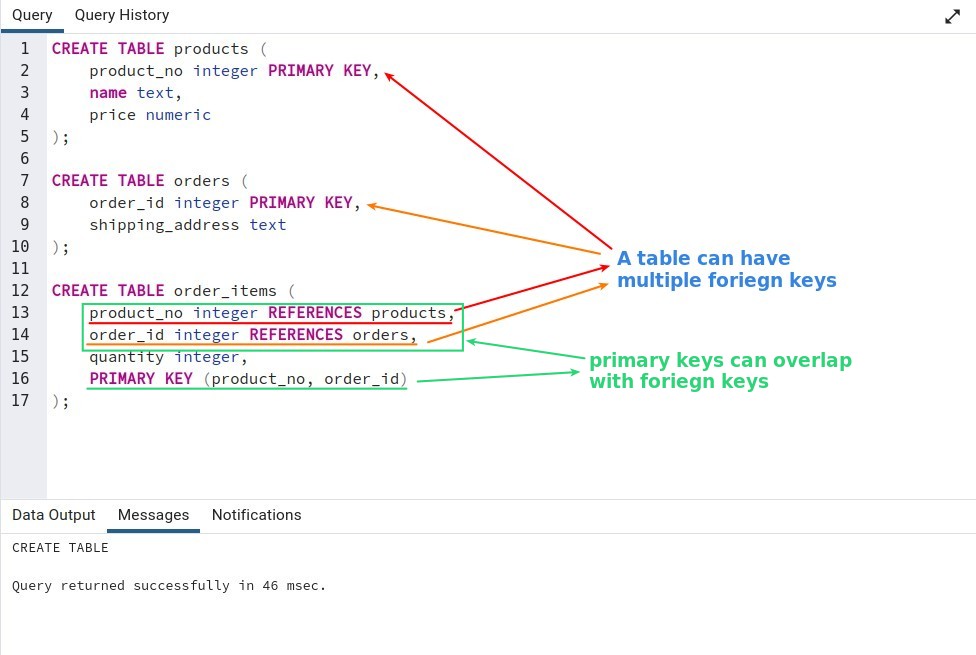 Query Query History
1 CREATE TABLE products (
2 product_no integer PRIMARY KEY,
3 name text,
4 price numeric
5 );
6
7 CREATE TABLE orders (
8 order_id integer PRIMARY KEY,
9 shipping_address text
10 );
11
12 CREATE TABLE order_items (
13 product_no integer REFERENCES products,
14 order_id integer REFERENCES orders,
15 quantity integer,
16 PRIMARY KEY (product_no, order_id)
17 );
A table can have
multiple foriegn keys
primary keys can overlap
with foriegn keys
Data Output Messages Notifications
CREATE TABLE
Query returned successfully in 46 msec.